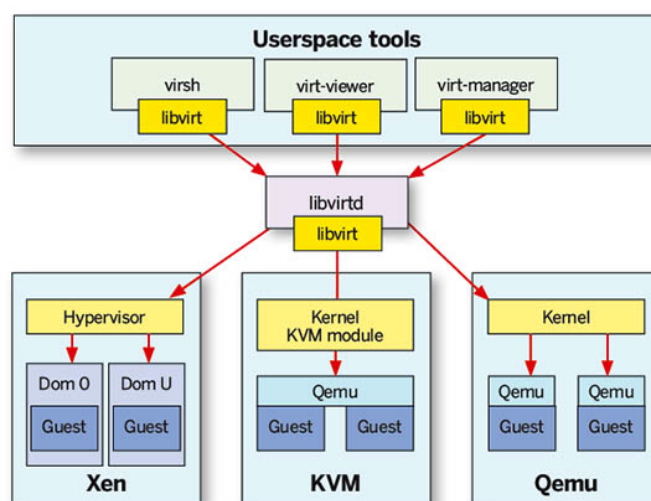 Userspace tools
virsh
virt-viewer
virt-manager
libvirt
libvirt
libvirt
libvirtd
libvirt
Hypervisor
Dom 0
Dom U
Guest
Guest
Xen
Kernel
KVM module
Qemu
Guest
Guest
KVM
Kernel
Qemu
Qemu
Guest
Guest
Qemu